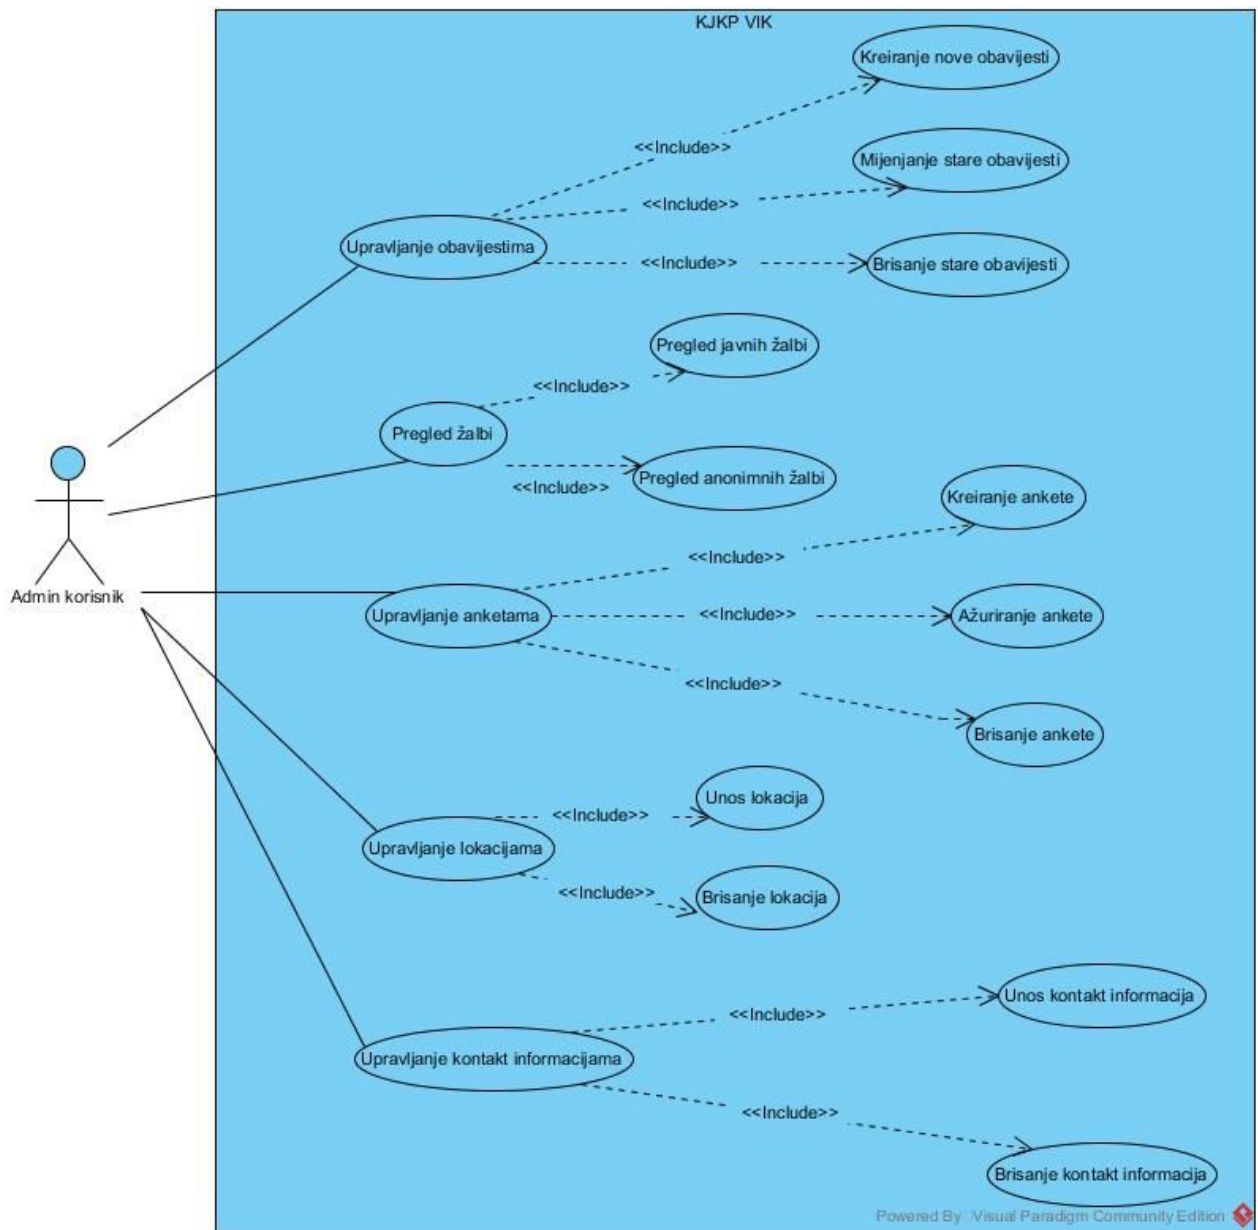 KJKP VIK
Kreiranje nove obavijesti
<<Include>>
Mijenjanje stare obavijesti
<<Include>>
Upravljanje obavijestima
<<Include>>
Brisanje stare obavijesti
Pregled javnih žalbi
<<Include>>
Pregled žalbi
Pregled anonimnih žalbi
<<Include>>
Kreiranje ankete
<<Include>>
Admin korisnik
Upravljanje anketama
<<Include>>
Ažuriranje ankete
<<Include>>
Brisanje ankete
Unos lokacija
<<Include>>
Upravljanje lokacijama
<<Include>>
Brisanje lokacija
Unos kontakt informacija
<<Include>>
Upravljanje kontakt informacijama
<<Include>>
Brisanje kontakt informacija
Powered By Visual Paradigm Community Edition